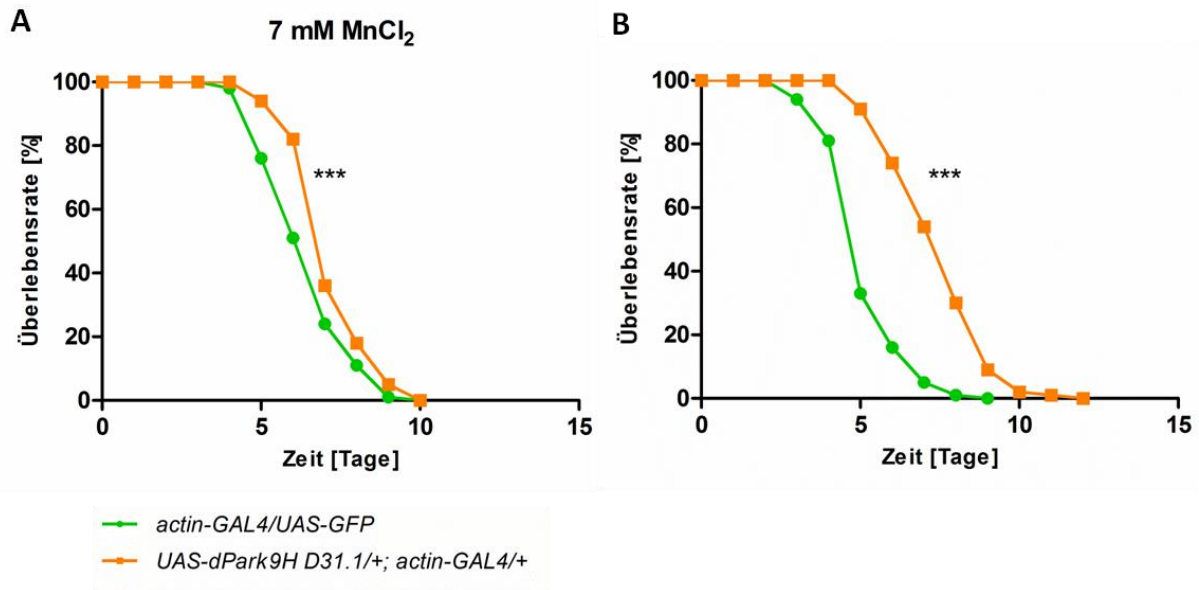 A
7 mM MnCl₂
B
Überlebensrate [%]
100
80
60
40
20
0
***
0 5 10 15
Zeit [Tage]
Überlebensrate [%]
100
80
60
40
20
0
***
0 5 10 15
Zeit [Tage]
actin-GAL4/UAS-GFP
UAS-dPark9H D31.1/+; actin-GAL4/+